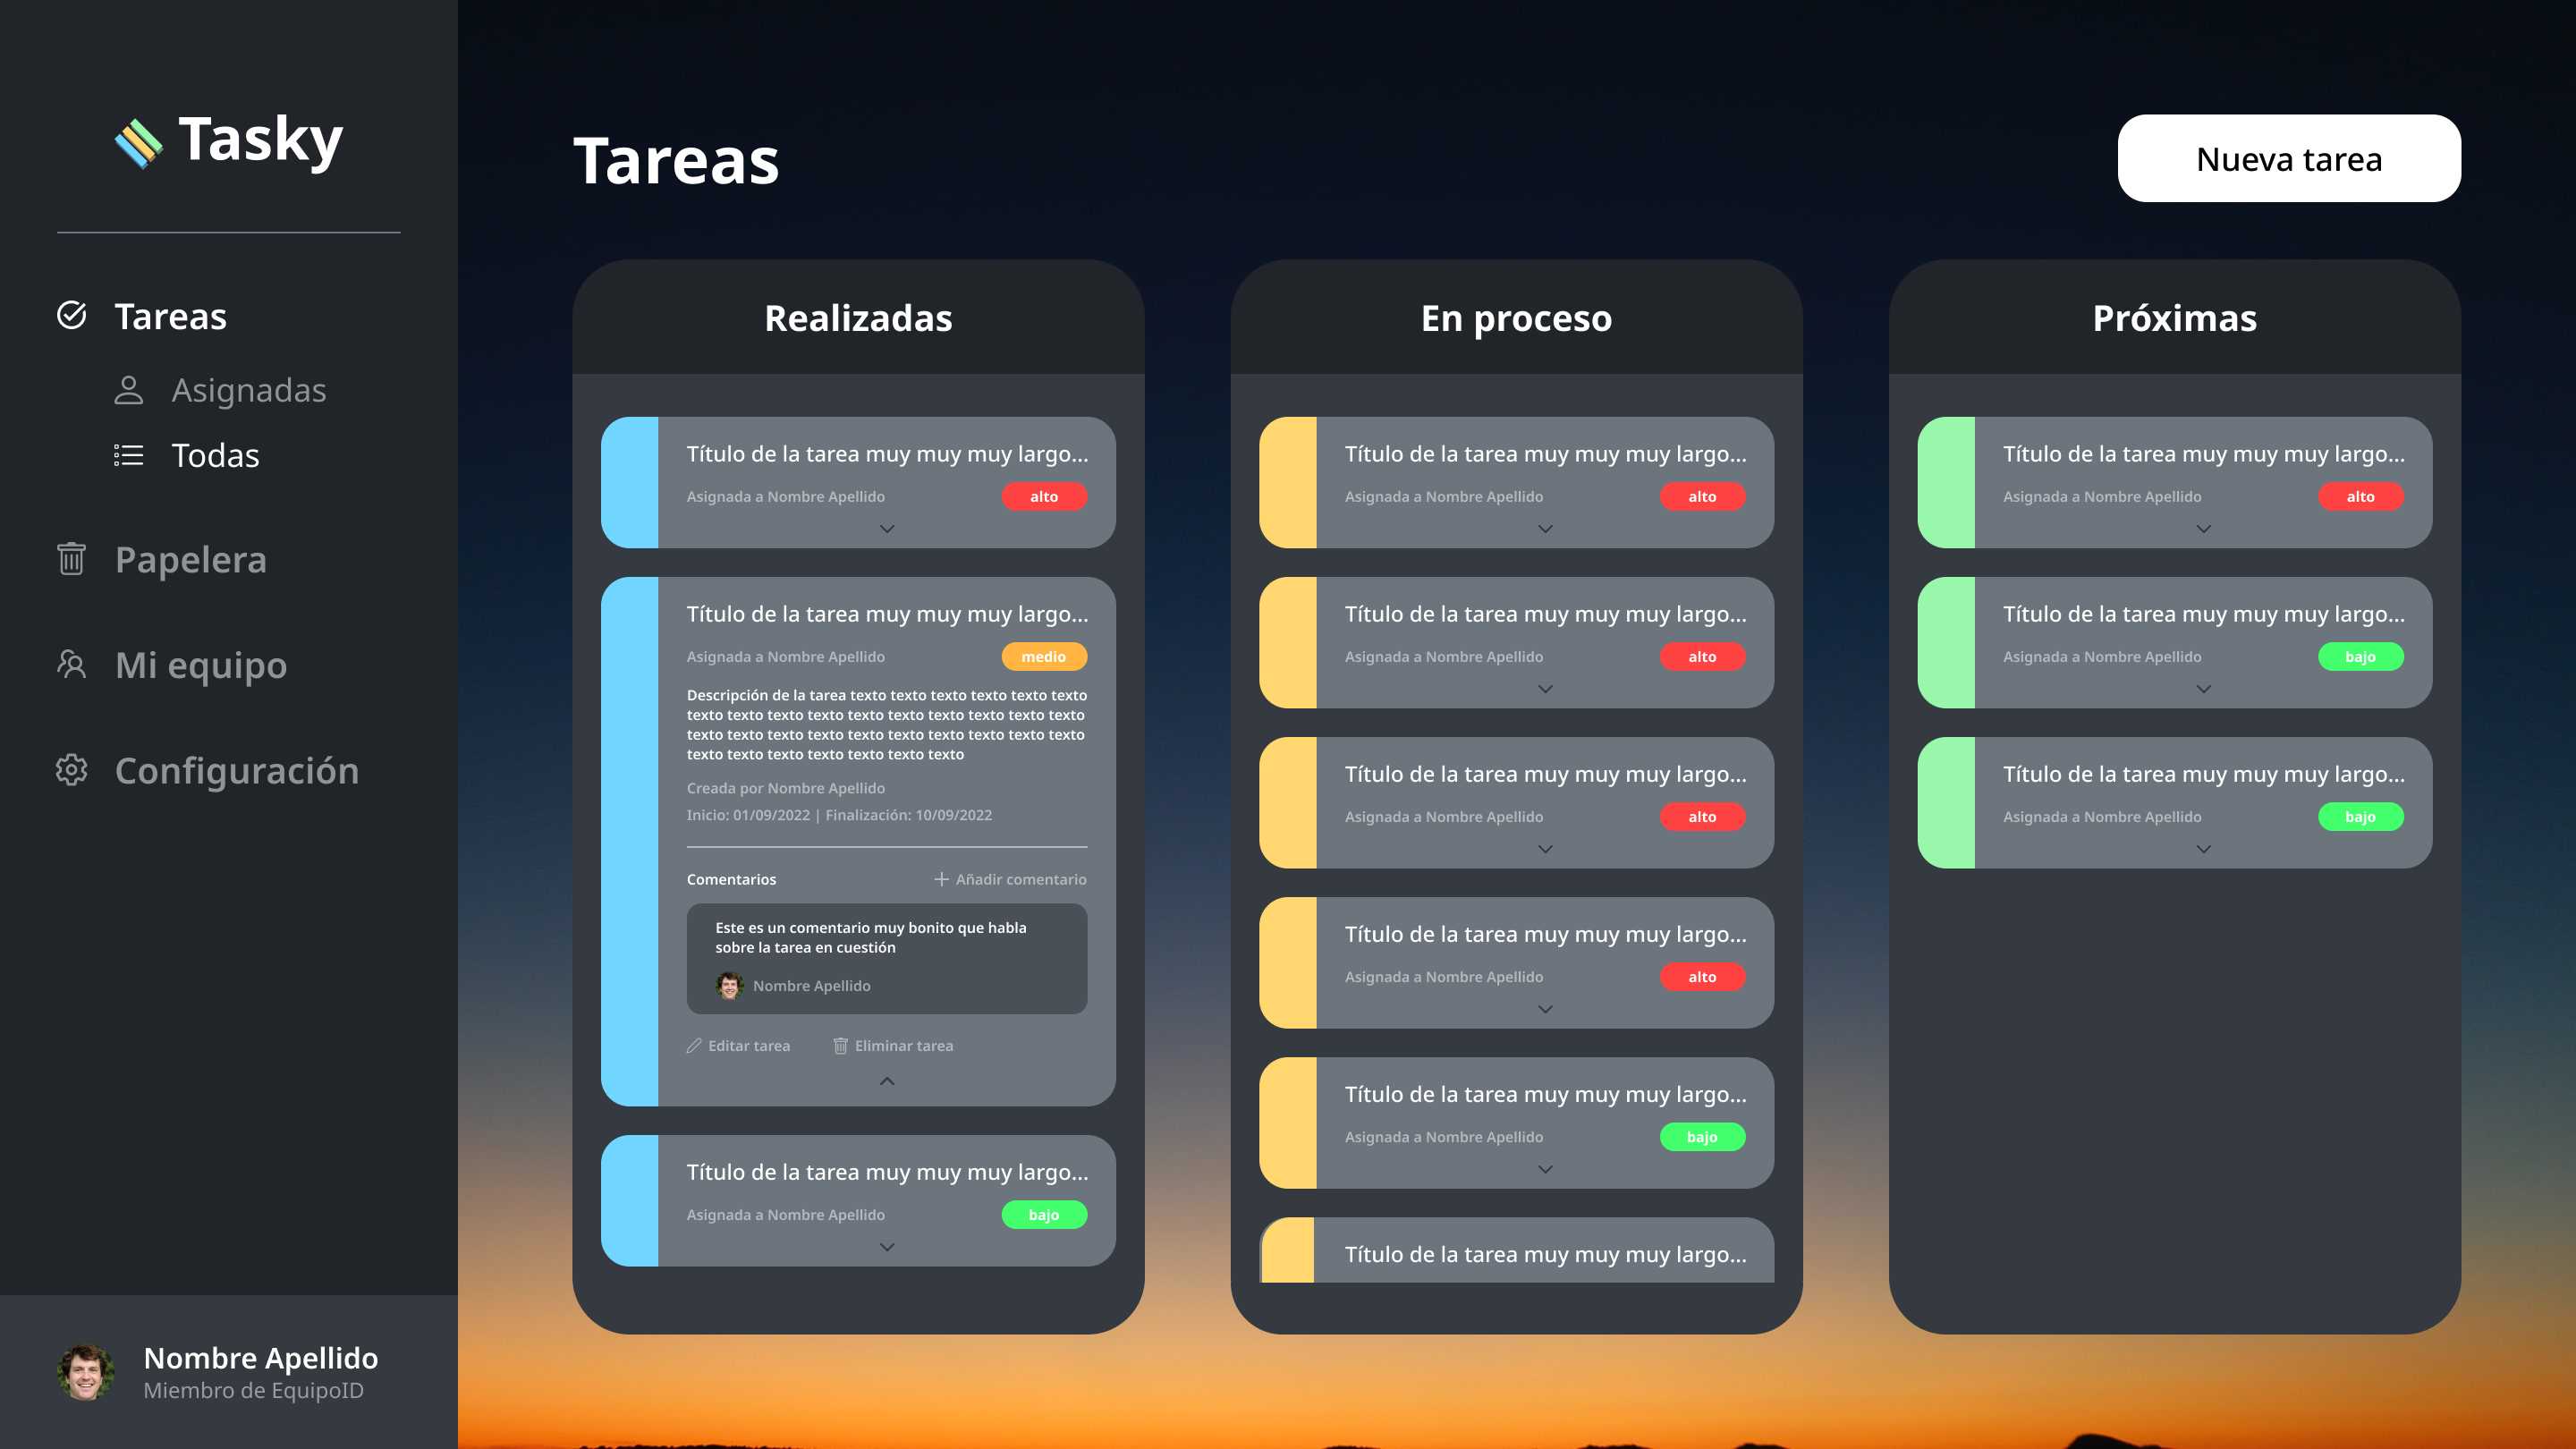 Tasky
Tareas
Asignadas
Todas
Papelera
Mi equipo
Configuración
Nombre Apellido
Miembro de EquipoID
Tareas
Nueva tarea
Realizadas
Título de la tarea muy muy muy largo...
Asignada a Nombre Apellido
alto
Título de la tarea muy muy muy largo...
Asignada a Nombre Apellido
medio
Descripción de la tarea texto texto texto texto texto texto
texto texto texto texto texto texto texto texto texto texto
texto texto texto texto texto texto texto texto texto texto
texto texto texto texto texto texto texto
Creada por Nombre Apellido
Inicio: 01/09/2022 | Finalización: 10/09/2022
Comentarios
Añadir comentario
Este es un comentario muy bonito que habla
sobre la tarea en cuestión
Nombre Apellido
Editar tarea
Eliminar tarea
Título de la tarea muy muy muy largo...
Asignada a Nombre Apellido
bajo
En proceso
Título de la tarea muy muy muy largo...
Asignada a Nombre Apellido
alto
Título de la tarea muy muy muy largo...
Asignada a Nombre Apellido
alto
Título de la tarea muy muy muy largo...
Asignada a Nombre Apellido
alto
Título de la tarea muy muy muy largo...
Asignada a Nombre Apellido
alto
Título de la tarea muy muy muy largo...
Asignada a Nombre Apellido
bajo
Título de la tarea muy muy muy largo...
Próximas
Título de la tarea muy muy muy largo...
Asignada a Nombre Apellido
alto
Título de la tarea muy muy muy largo...
Asignada a Nombre Apellido
bajo
Título de la tarea muy muy muy largo...
Asignada a Nombre Apellido
bajo